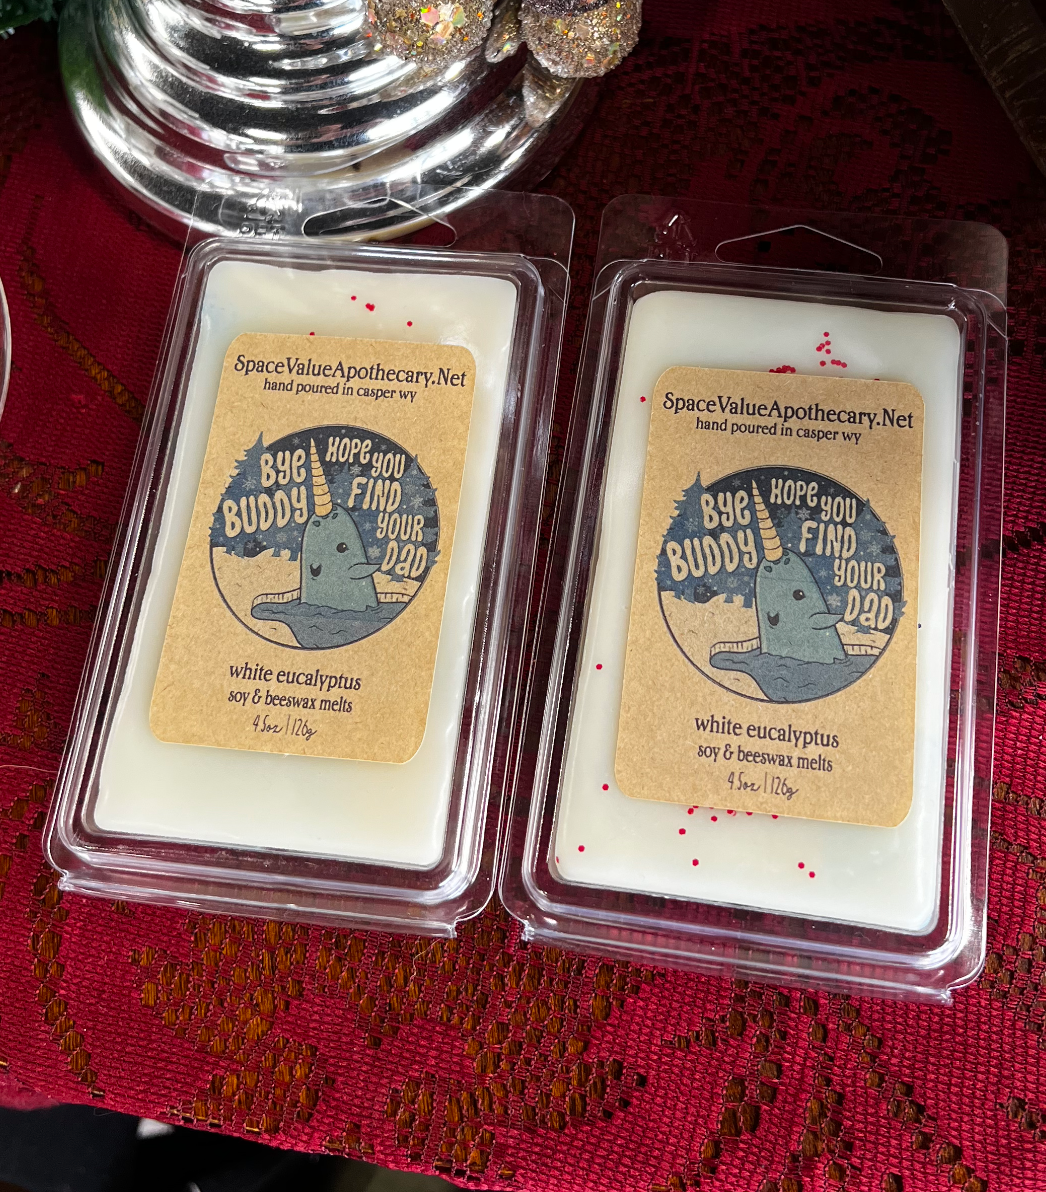 SpaceValueApothecary.Net
hand poured in casper wy
BYE BUDDY
HOPE YOU FIND YOUR DAD
white eucalyptus
soy & beeswax melts
4.5oz | 126g
SpaceValueApothecary.Net
hand poured in casper wy
BYE BUDDY
HOPE YOU FIND YOUR DAD
white eucalyptus
soy & beeswax melts
4.5oz | 126g